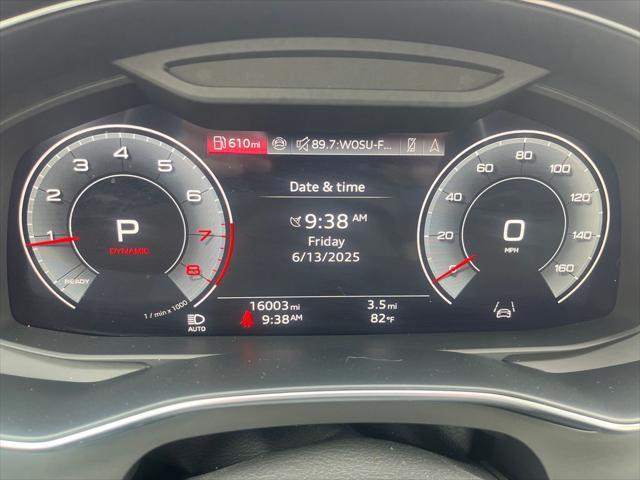 610mi 89.7:WOSU-F...
Date & time
9:38 AM
Friday
6/13/2025
16003mi 3.5mi
9:38AM 82°F
1 2 3 4 5 6 7 8
P
DYNAMIC
READY
1 / min x 1000
AUTO
0 20 40 60 80 100 120 140 160
0
MPH